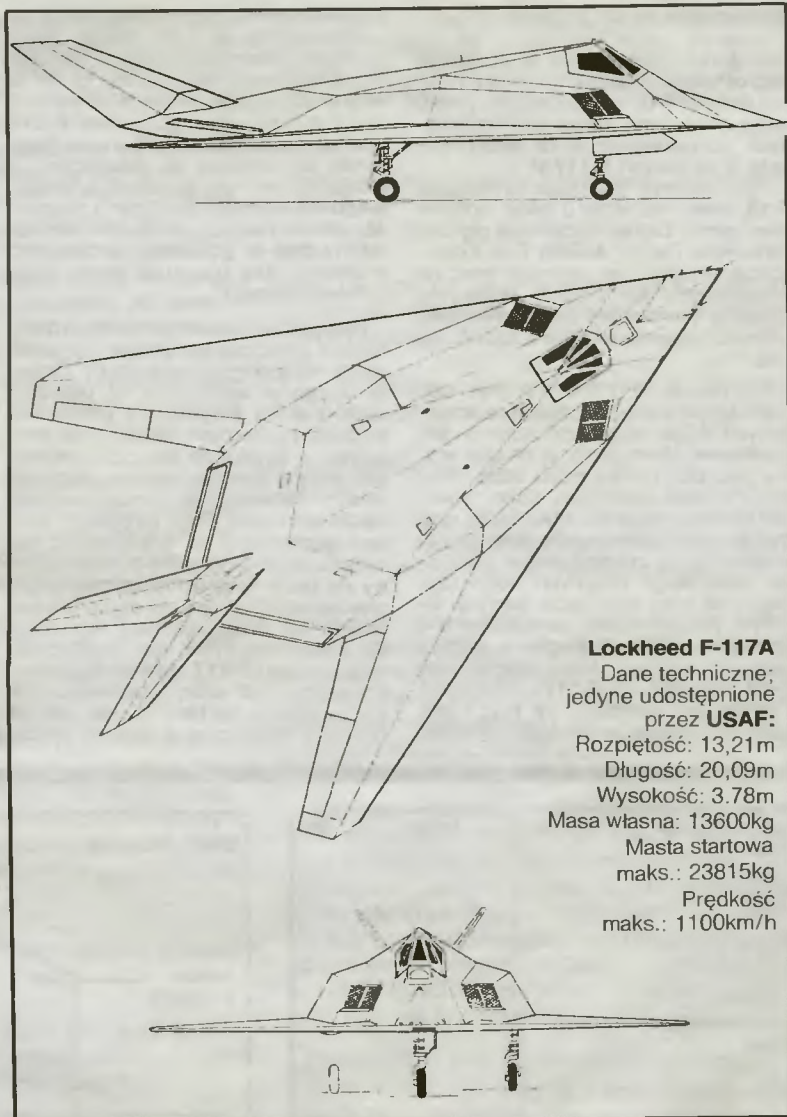 Lockheed F-117A
Dane techniczne;
jedyne udostępnione
przez USAF:
Rozpiętość: 13,21m
Długość: 20,09m
Wysokość: 3.78m
Masa własna: 13600kg
Masta startowa
maks.: 23815kg
Prędkość
maks.: 1100km/h